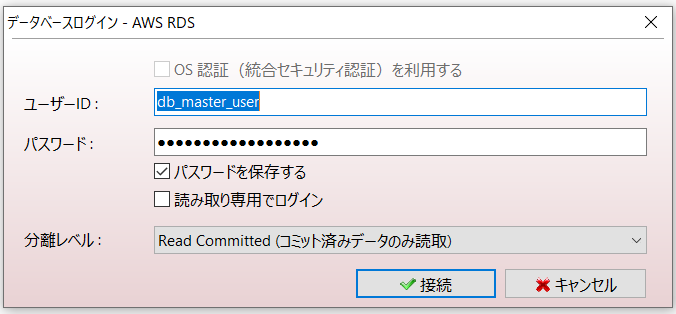 データベースログイン - AWS RDS
OS 認証（統合セキュリティ認証）を利用する
ユーザーID :
db_master_user
パスワード :
●●●●●●●●●●●●●●●●●●
パスワードを保存する
読み取り専用でログイン
分離レベル :
Read Committed (コミット済みデータのみ読取)
接続
キャンセル